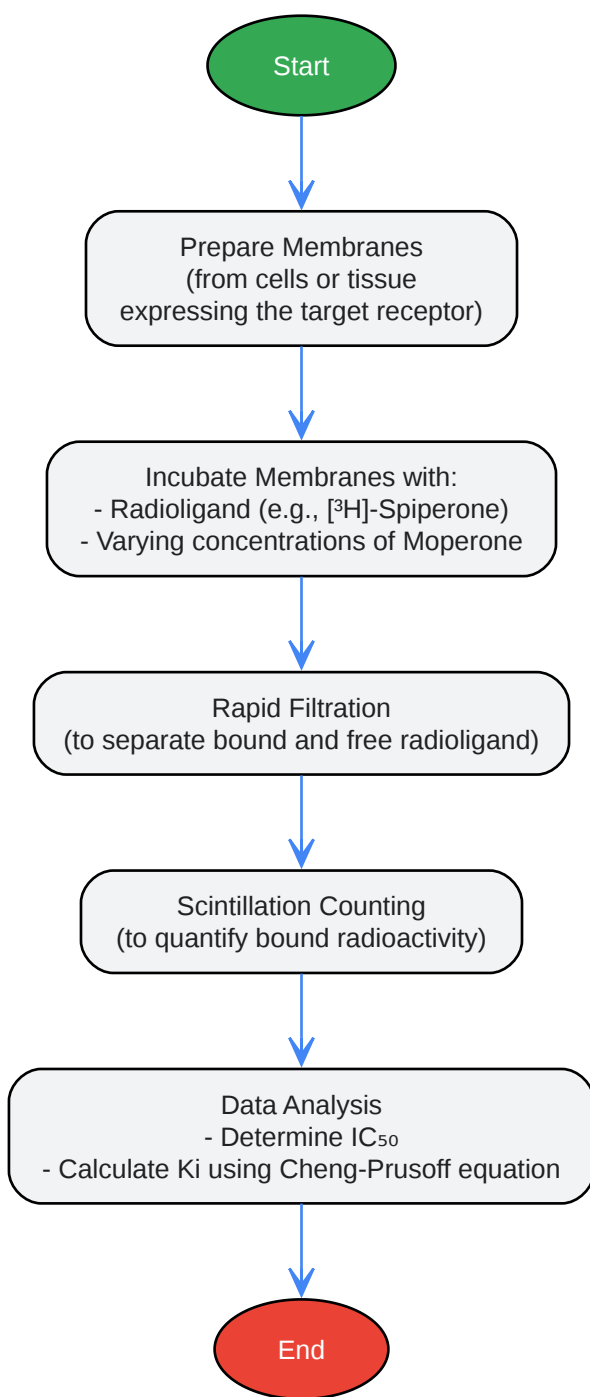 Start
Prepare Membranes
(from cells or tissue
expressing the target receptor)
Incubate Membranes with:
- Radioligand (e.g., [³H]-Spiperone)
- Varying concentrations of Moperone
Rapid Filtration
(to separate bound and free radioligand)
Scintillation Counting
(to quantify bound radioactivity)
Data Analysis
- Determine IC₅₀
- Calculate Ki using Cheng-Prusoff equation
End